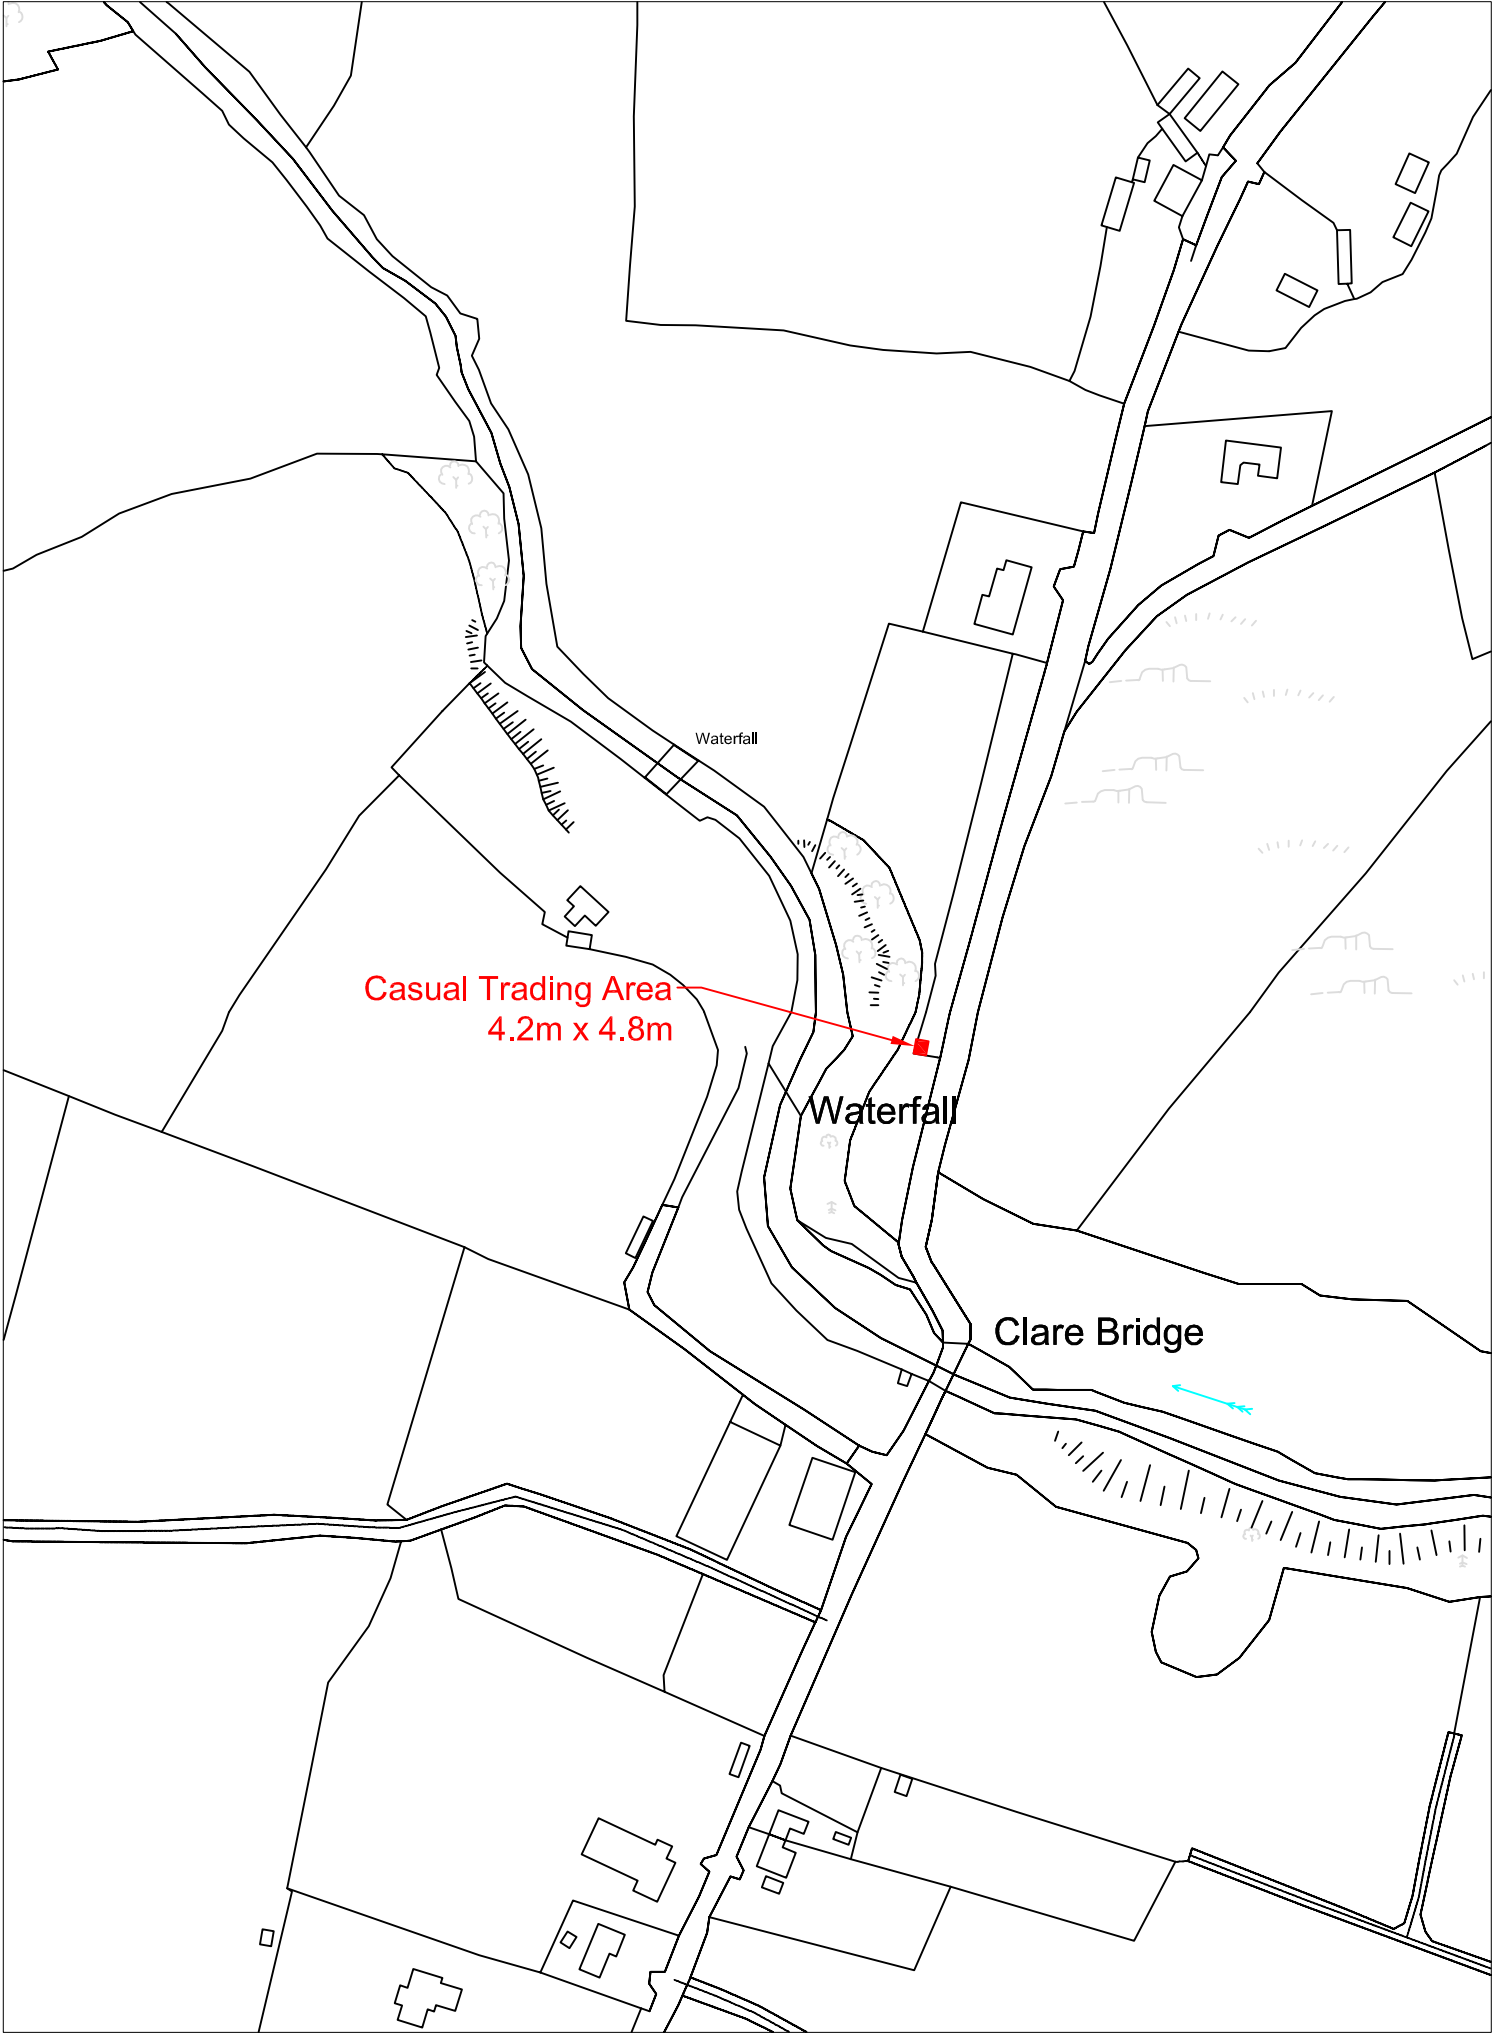 Waterfall
Casual Trading Area
4.2m x 4.8m
Waterfall
Clare Bridge